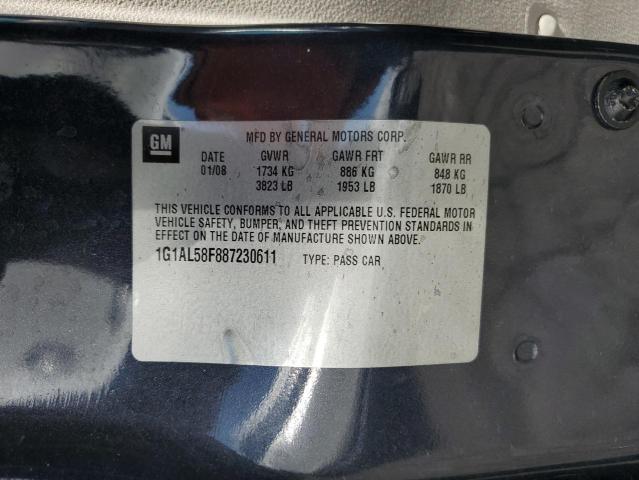 GM
MFD BY GENERAL MOTORS CORP.
DATE GVWR GAWR FRT GAWR RR
01/08 1734 KG 886 KG 848 KG
3823 LB 1953 LB 1870 LB
THIS VEHICLE CONFORMS TO ALL APPLICABLE U.S. FEDERAL MOTOR
VEHICLE SAFETY, BUMPER, AND THEFT PREVENTION STANDARDS IN
EFFECT ON THE DATE OF MANUFACTURE SHOWN ABOVE.
1G1AL58F887230611 TYPE: PASS CAR